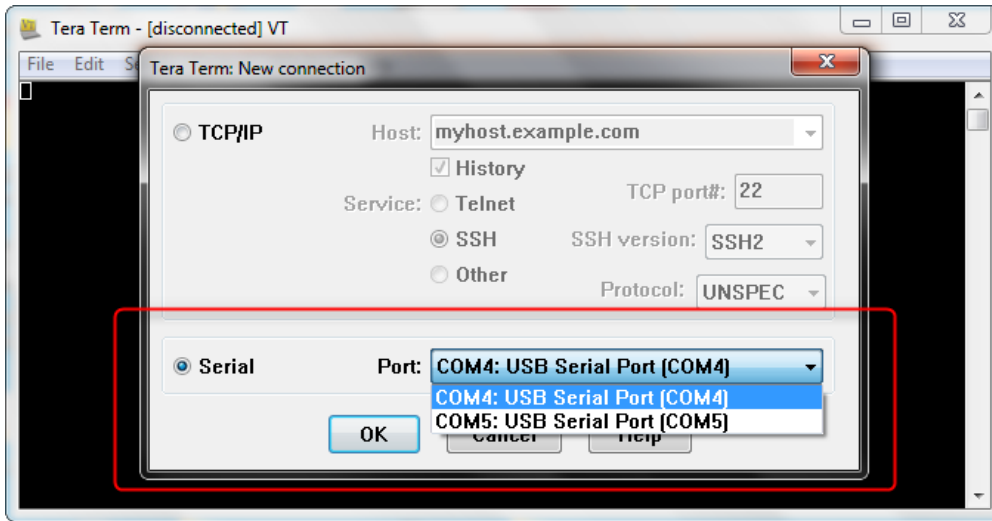 Tera Term - [disconnected] VT
File Edit
Tera Term: New connection
TCP/IP Host: myhost.example.com
History
Service: Telnet TCP port#: 22
SSH SSH version: SSH2
Other Protocol: UNSPEC
Serial Port: COM4: USB Serial Port (COM4)
COM4: USB Serial Port (COM4)
COM5: USB Serial Port (COM5)
OK Cancel Help